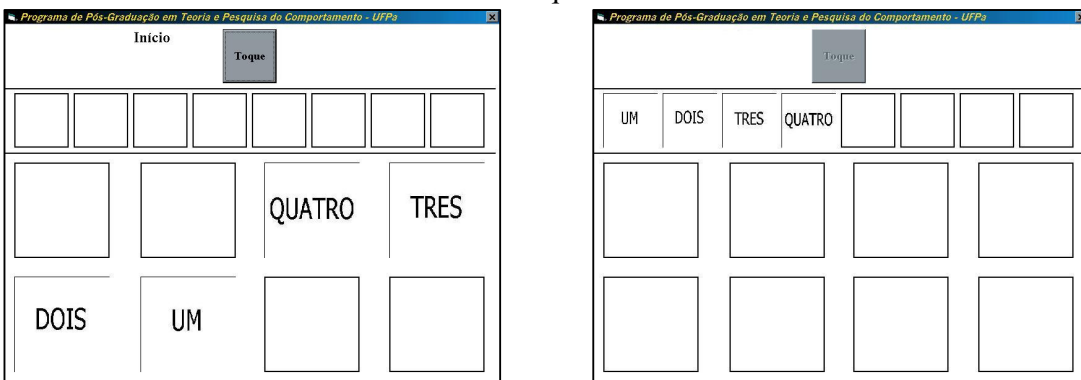 Programa de Pós-Graduação em Teoria e Pesquisa do Comportamento - UFPa
Início
Toque
QUATRO TRES
DOIS UM
Programa de Pós-Graduação em Teoria e Pesquisa do Comportamento - UFPa
Toque
UM DOIS TRES QUATRO